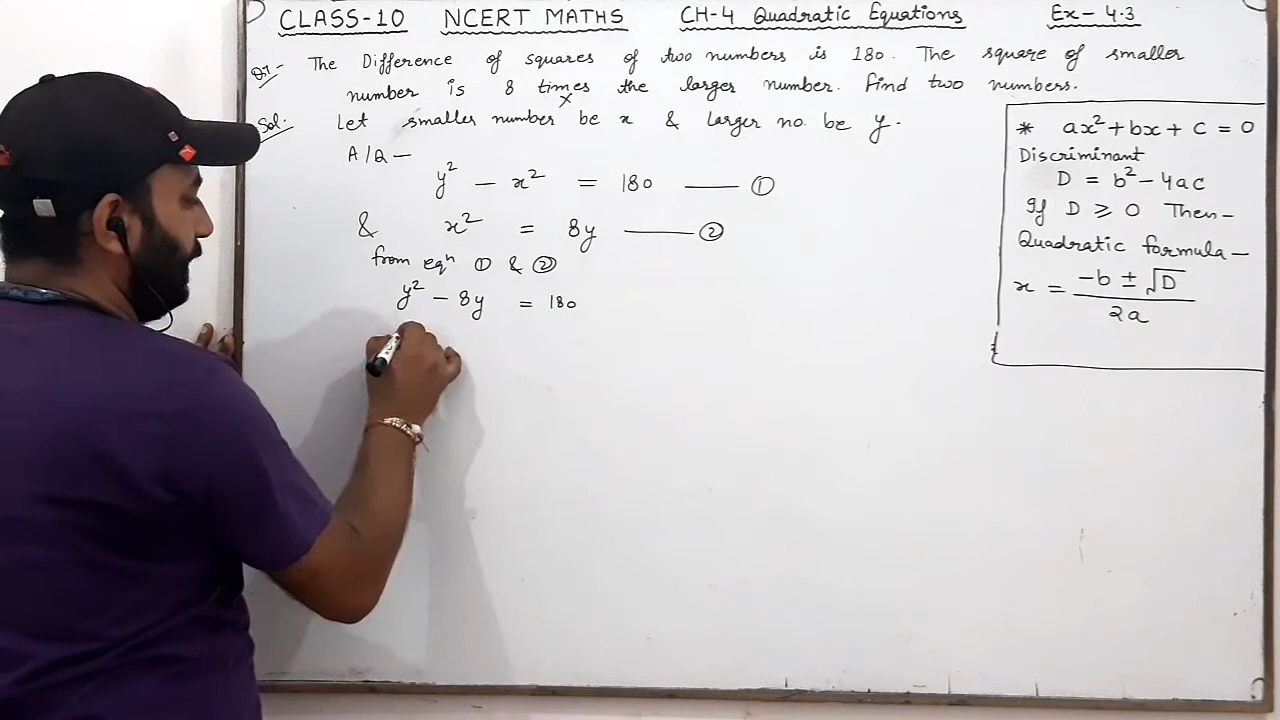 CLASS-10 NCERT MATHS CH-4 Quadratic Equations Ex-4.3
Q7- The Difference of squares of two numbers is 180. The square of smaller
number is 8 times the larger number. Find two numbers.
Sol. Let smaller number be x & larger no. be y.
A/Q-
y² - x² = 180 —— ①
& x² = 8y —— ②
from eqⁿ ① & ②
y² - 8y = 180
* ax² + bx + c = 0
Discriminant
D = b² - 4ac
If D ⩾ 0 Then-
Quadratic formula-
x = (-b ± √D) / 2a